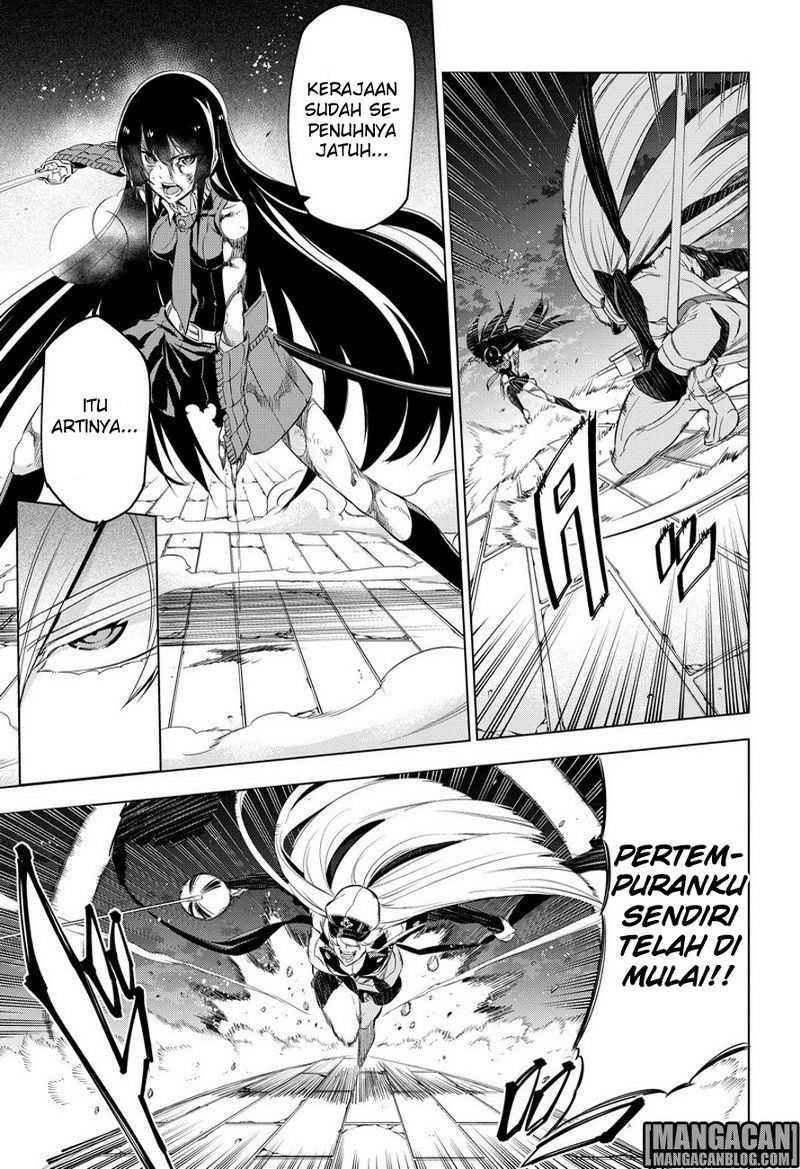 KERAJAAN
SUDAH SE-
PENUHNYA
JATUH...
ITU
ARTINYA...
PERTEM-
PURANKU
SENDIRI
TELAH DI
MULAI!!
[MANGACAN]
MANGACANBLOG.COM